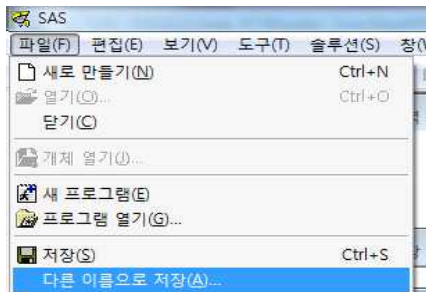 SAS
파일(F) 편집(E) 보기(V) 도구(T) 솔루션(S) 창(V
새로 만들기(N) Ctrl+N
열기(O)... Ctrl+O
닫기(C)
개체 열기(J)...
새 프로그램(E)
프로그램 열기(G)...
저장(S) Ctrl+S
다른 이름으로 저장(A)...